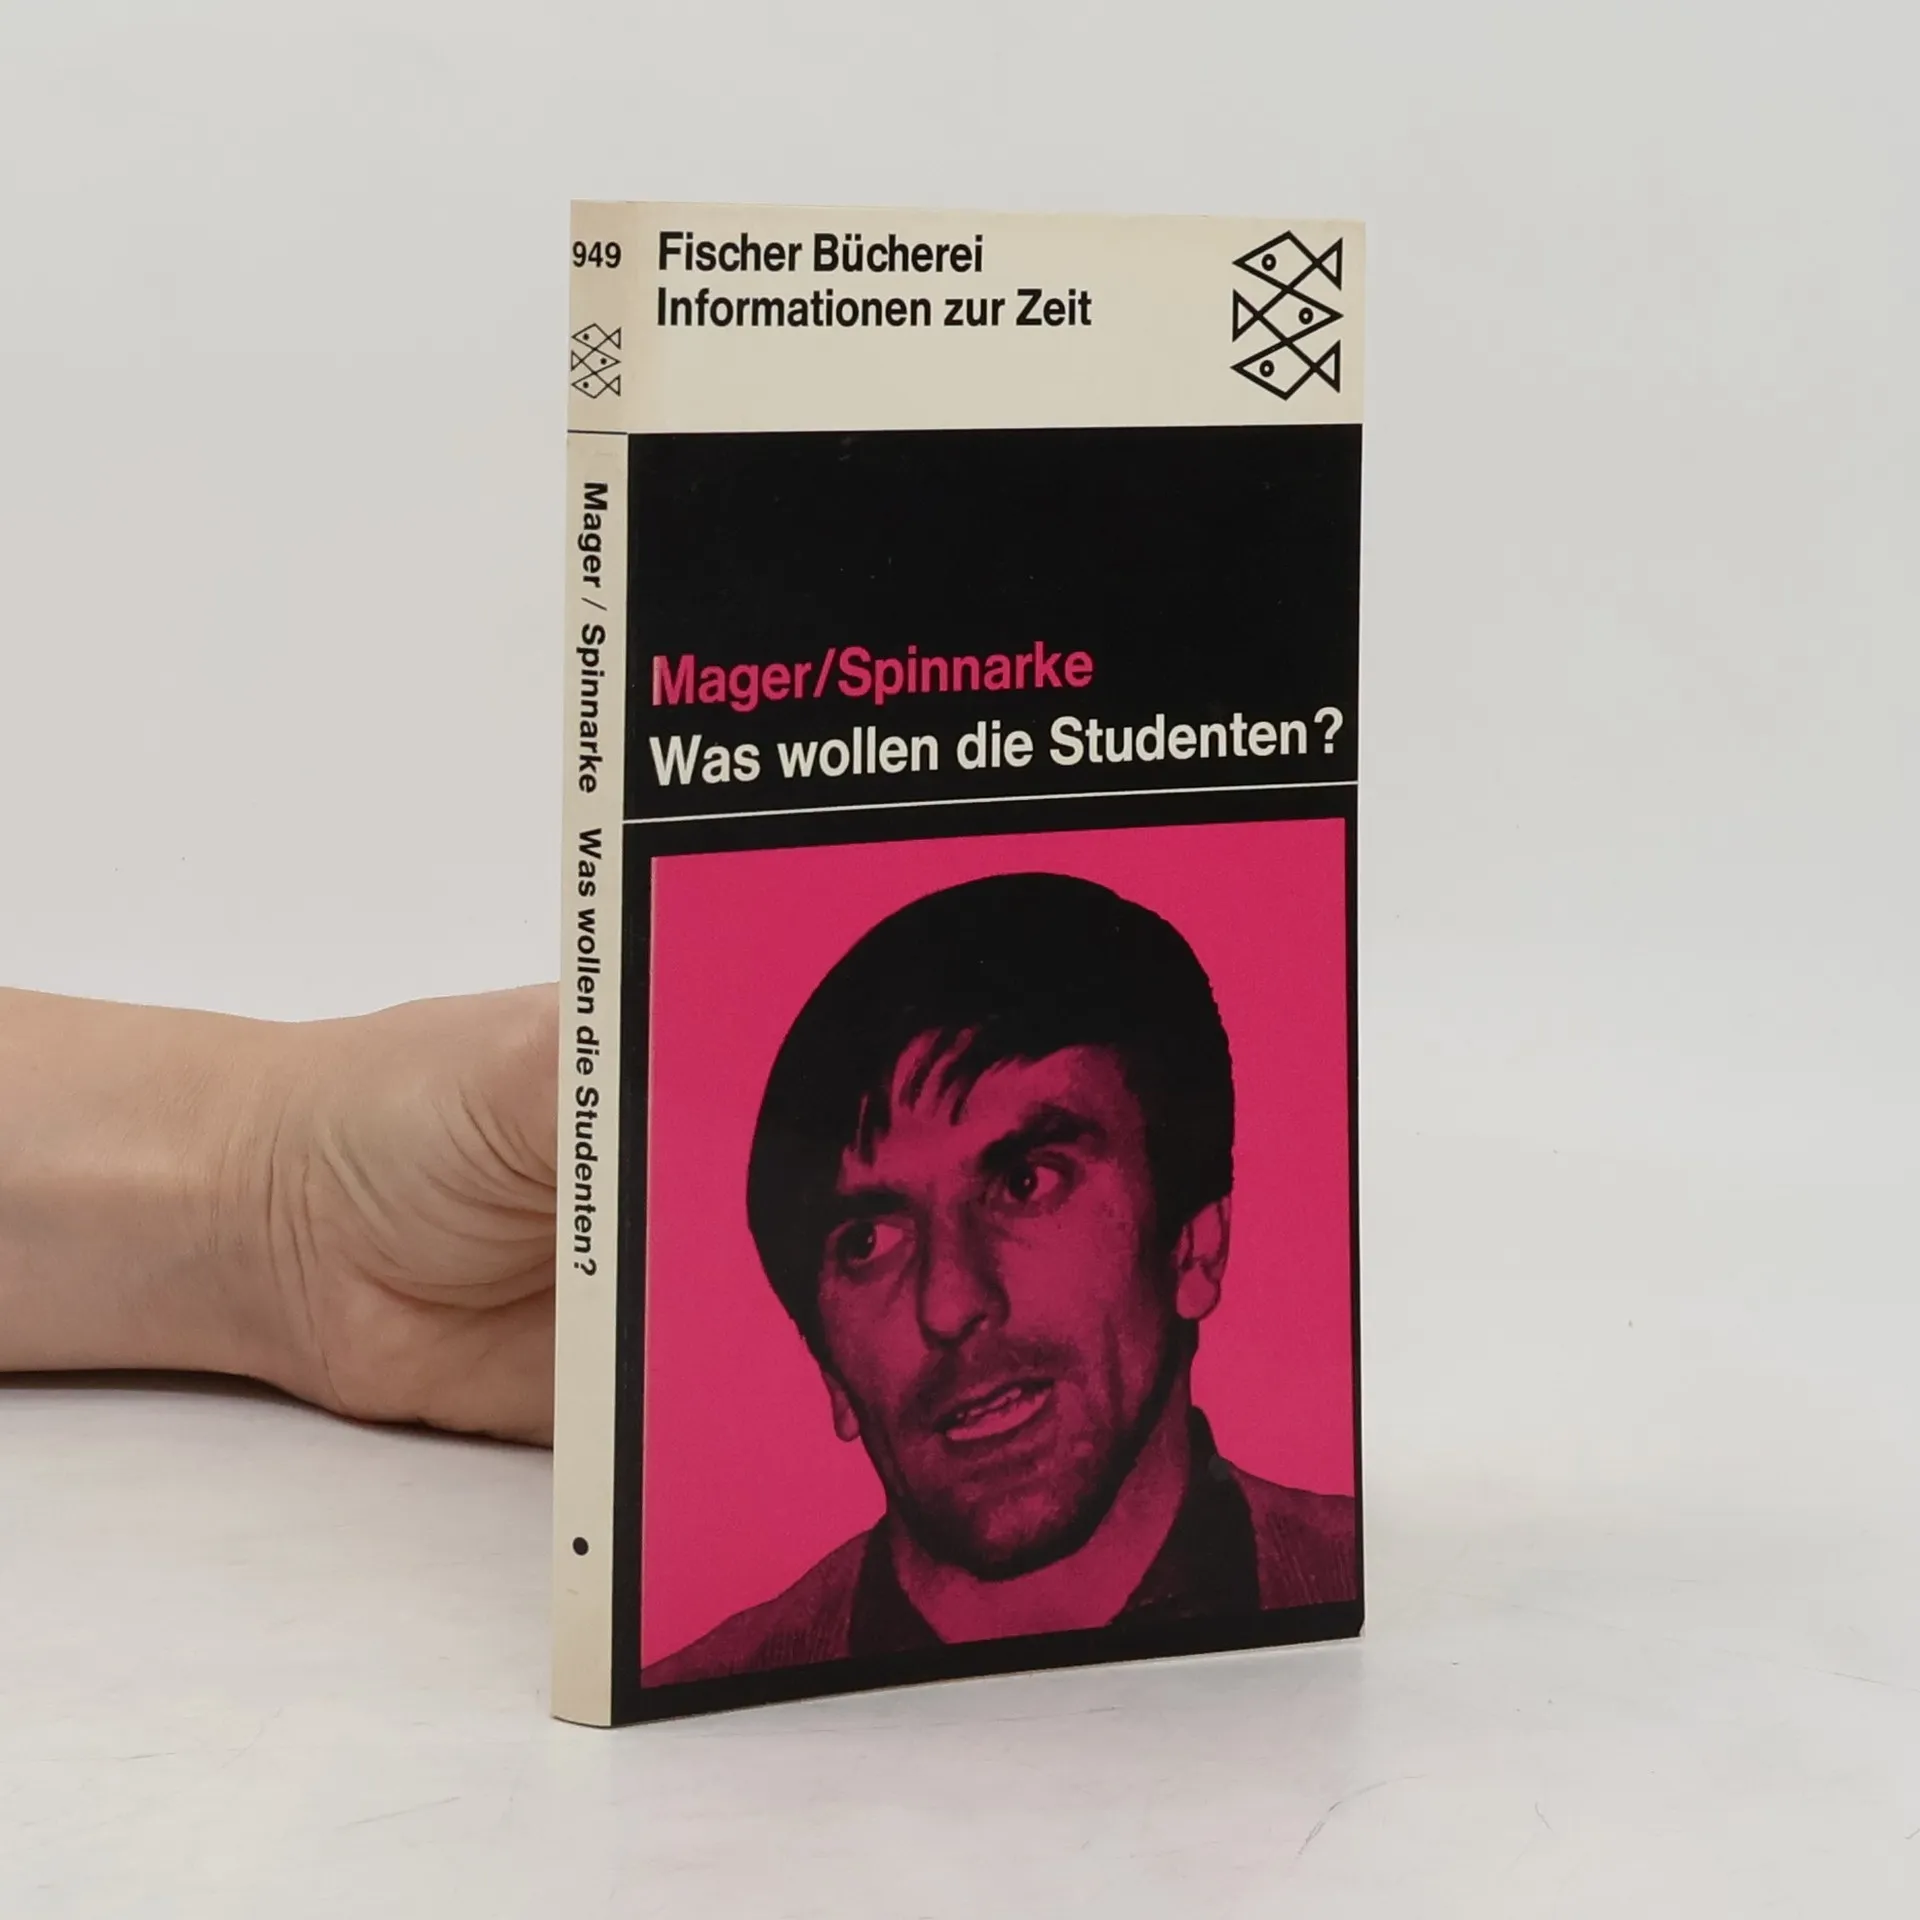 949
Fischer Bücherei
Informationen zur Zeit
Mager / Spinnarke Was wollen die Studenten?
Mager/Spinnarke
Was wollen die Studenten?